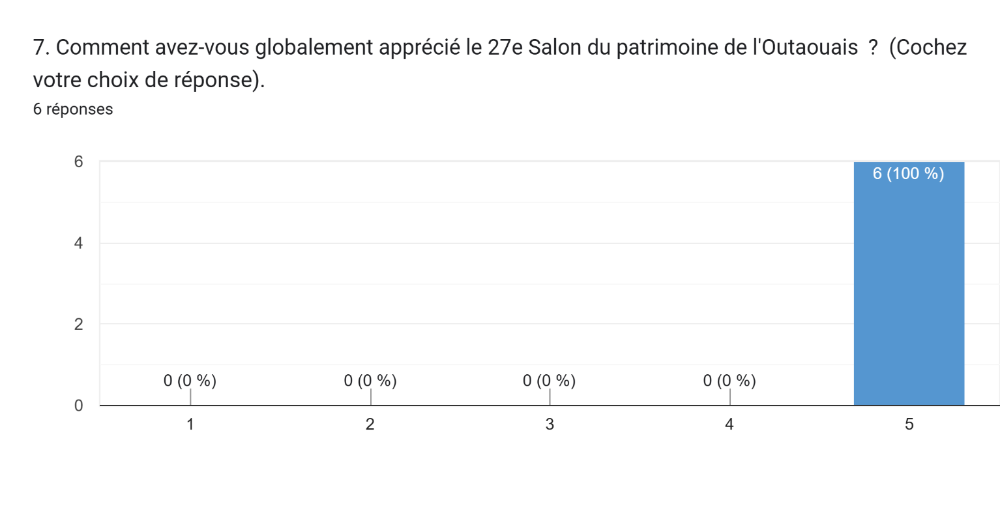 7. Comment avez-vous globalement apprécié le 27e Salon du patrimoine de l'Outaouais  ?  (Cochez
votre choix de réponse).
6 réponses
6
6 (100 %)
4
2
0 (0 %) 0 (0 %) 0 (0 %) 0 (0 %)
0
1 2 3 4 5